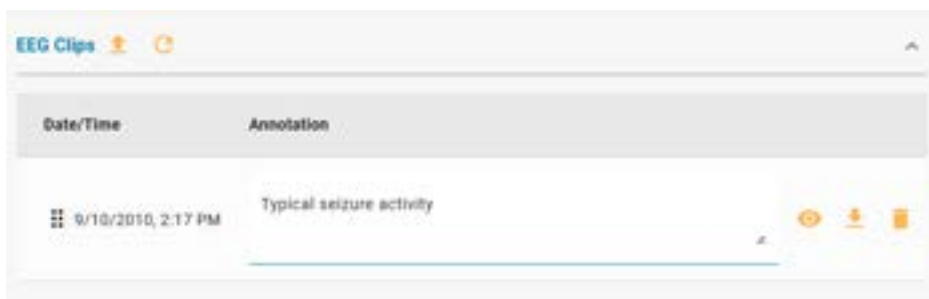 EEG Clips
Date/Time Annotation
9/10/2010, 2:17 PM Typical seizure activity